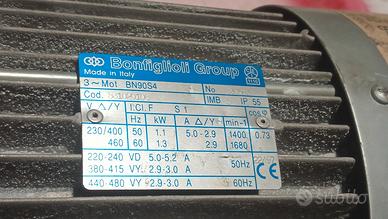 Bonfiglioli Group
Made in Italy
3~Mot BN90S4 No
Cod. IMB IP 55
V △/Y I.Cl.F S1 cosφ
Hz kW A △/Y min-1
230/400 50 1.1 5.0-2.9 1400 0.73
460 60 1.3 2.9 1680
220-240 VD 5.0-5.2 A 50Hz
380-415 VY 2.9-3.0 A
440-480 VY 2.9-3.0 A 60Hz
CE
subito